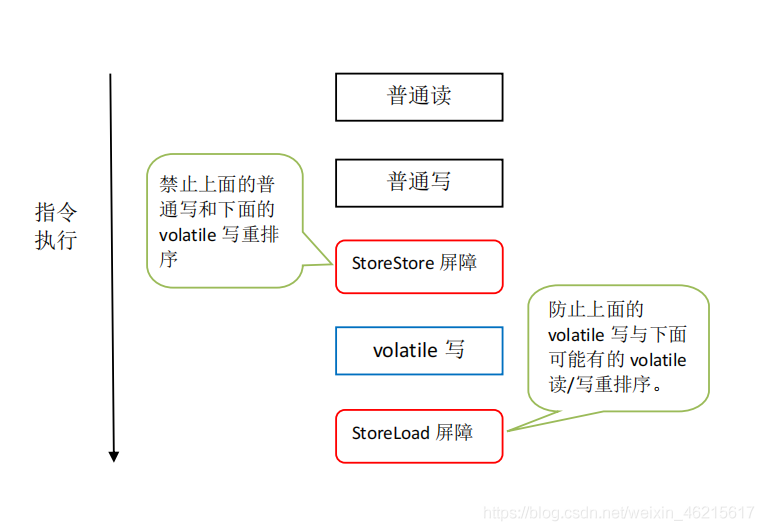 普通读
普通写
禁止上面的普
通写和下面的
volatile 写重排
序
指令
执行
StoreStore 屏障
volatile 写
防止上面的
volatile 写与下面
可能有的 volatile
读/写重排序。
StoreLoad 屏障
https://blog.csdn.net/weixin_46215617